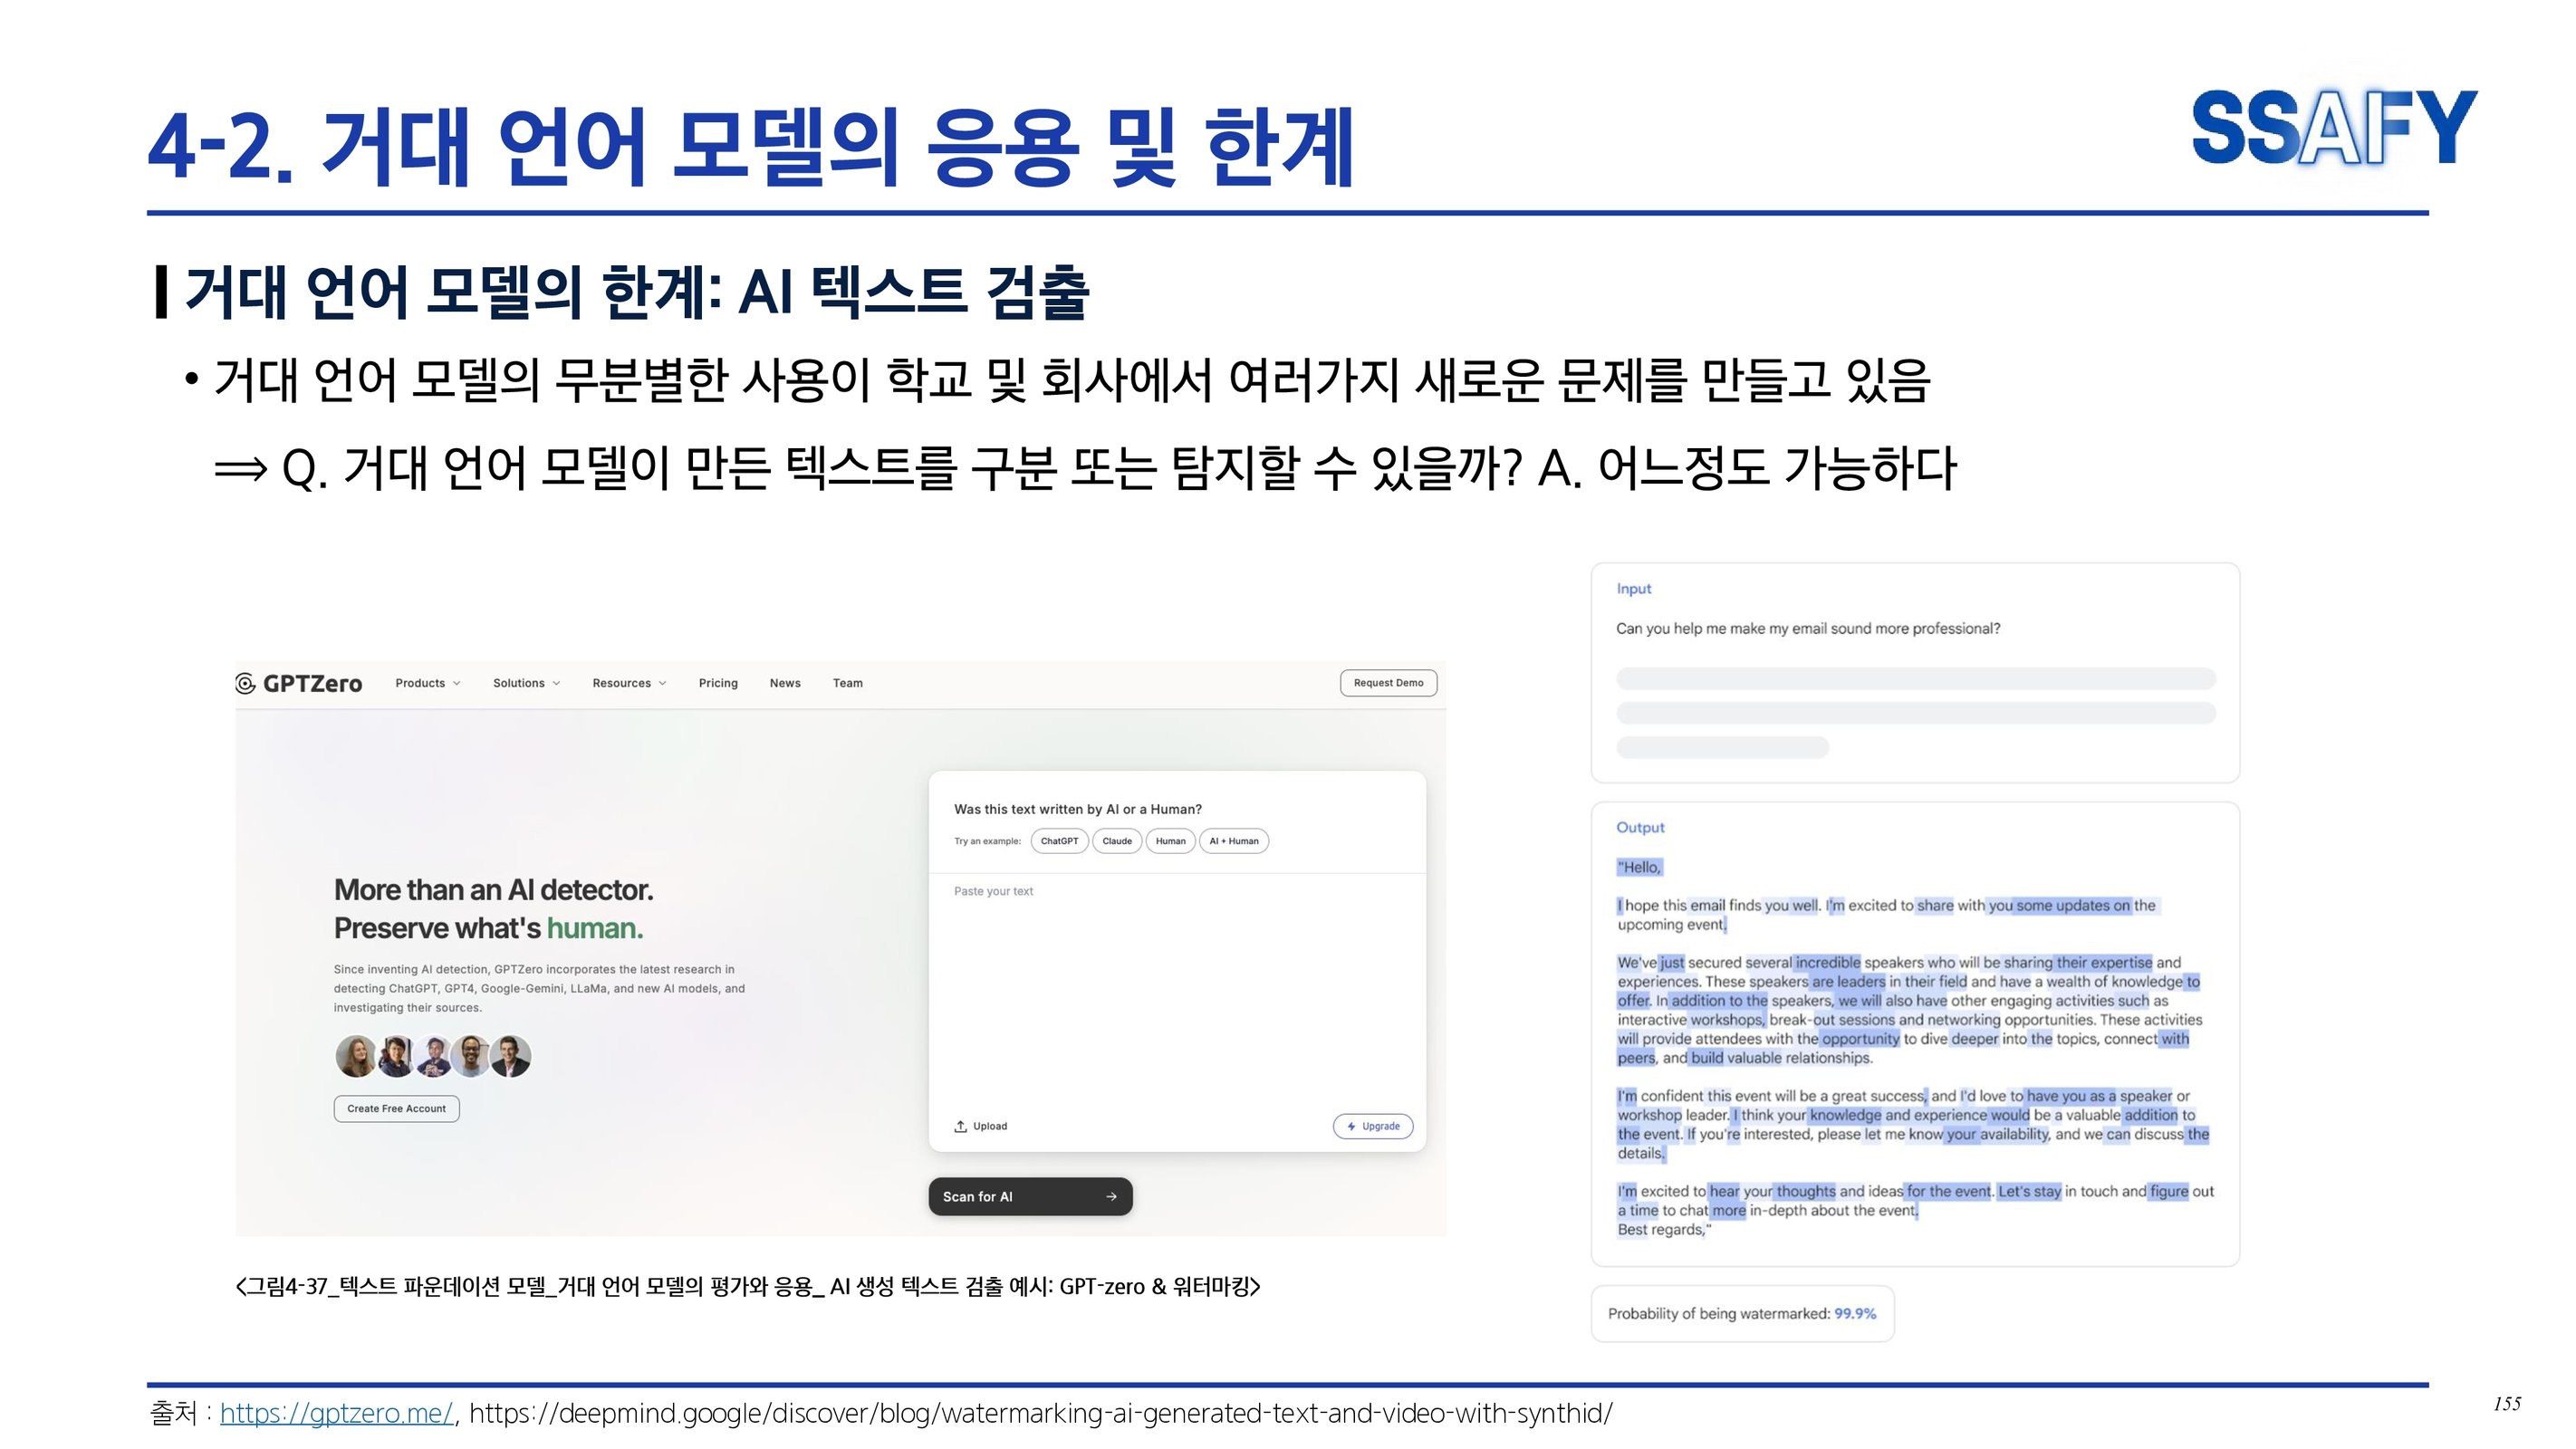 4-2. 거대 언어 모델의 응용 및 한계
SSAFY
거대 언어 모델의 한계: AI 텍스트 검출
• 거대 언어 모델의 무분별한 사용이 학교 및 회사에서 여러가지 새로운 문제를 만들고 있음
⟹ Q. 거대 언어 모델이 만든 텍스트를 구분 또는 탐지할 수 있을까? A. 어느정도 가능하다
GPTZero Products Solutions Resources Pricing News Team Request Demo
More than an AI detector.
Preserve what's human.
Since inventing AI detection, GPTZero incorporates the latest research in
detecting ChatGPT, GPT4, Google-Gemini, LLaMa, and new AI models, and
investigating their sources.
Create Free Account
Was this text written by AI or a Human?
Try an example: ChatGPT Claude Human AI + Human
Paste your text
Upload Upgrade
Scan for AI →
Input
Can you help me make my email sound more professional?
Output
"Hello,
I hope this email finds you well. I'm excited to share with you some updates on the
upcoming event.
We've just secured several incredible speakers who will be sharing their expertise and
experiences. These speakers are leaders in their field and have a wealth of knowledge to
offer. In addition to the speakers, we will also have other engaging activities such as
interactive workshops, break-out sessions and networking opportunities. These activities
will provide attendees with the opportunity to dive deeper into the topics, connect with
peers, and build valuable relationships.
I'm confident this event will be a great success, and I'd love to have you as a speaker or
workshop leader. I think your knowledge and experience would be a valuable addition to
the event. If you're interested, please let me know your availability, and we can discuss the
details.
I'm excited to hear your thoughts and ideas for the event. Let's stay in touch and figure out
a time to chat more in-depth about the event.
Best regards,"
Probability of being watermarked: 99.9%
<그림4-37_텍스트 파운데이션 모델_거대 언어 모델의 평가와 응용_ AI 생성 텍스트 검출 예시: GPT-zero & 워터마킹>
출처 : https://gptzero.me/, https://deepmind.google/discover/blog/watermarking-ai-generated-text-and-video-with-synthid/
155